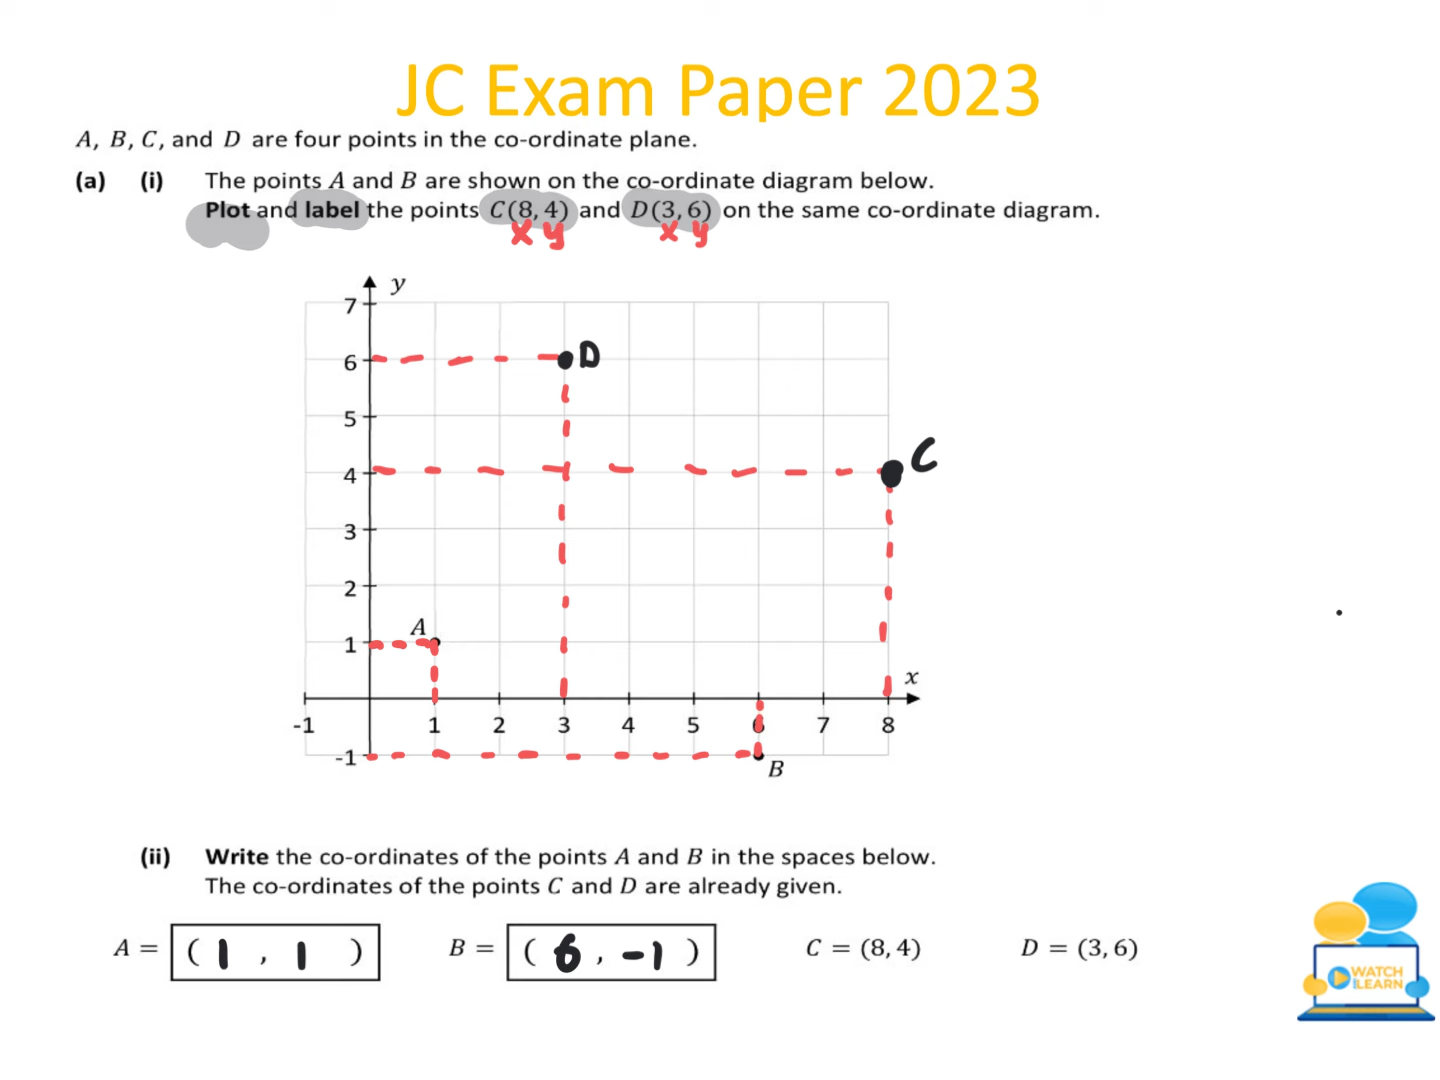 JC Exam Paper 2023
A, B, C, and D are four points in the co-ordinate plane.
(a) (i) The points A and B are shown on the co-ordinate diagram below.
Plot and label the points C(8, 4) and D(3, 6) on the same co-ordinate diagram.
x y x y
y
7
6 D
5
C
4
3
2
A
1
x
-1 1 2 3 4 5 6 7 8
-1
B
(ii) Write the co-ordinates of the points A and B in the spaces below.
The co-ordinates of the points C and D are already given.
A = (1, 1) B = (6, -1) C = (8, 4) D = (3, 6)
WATCH
AND LEARN